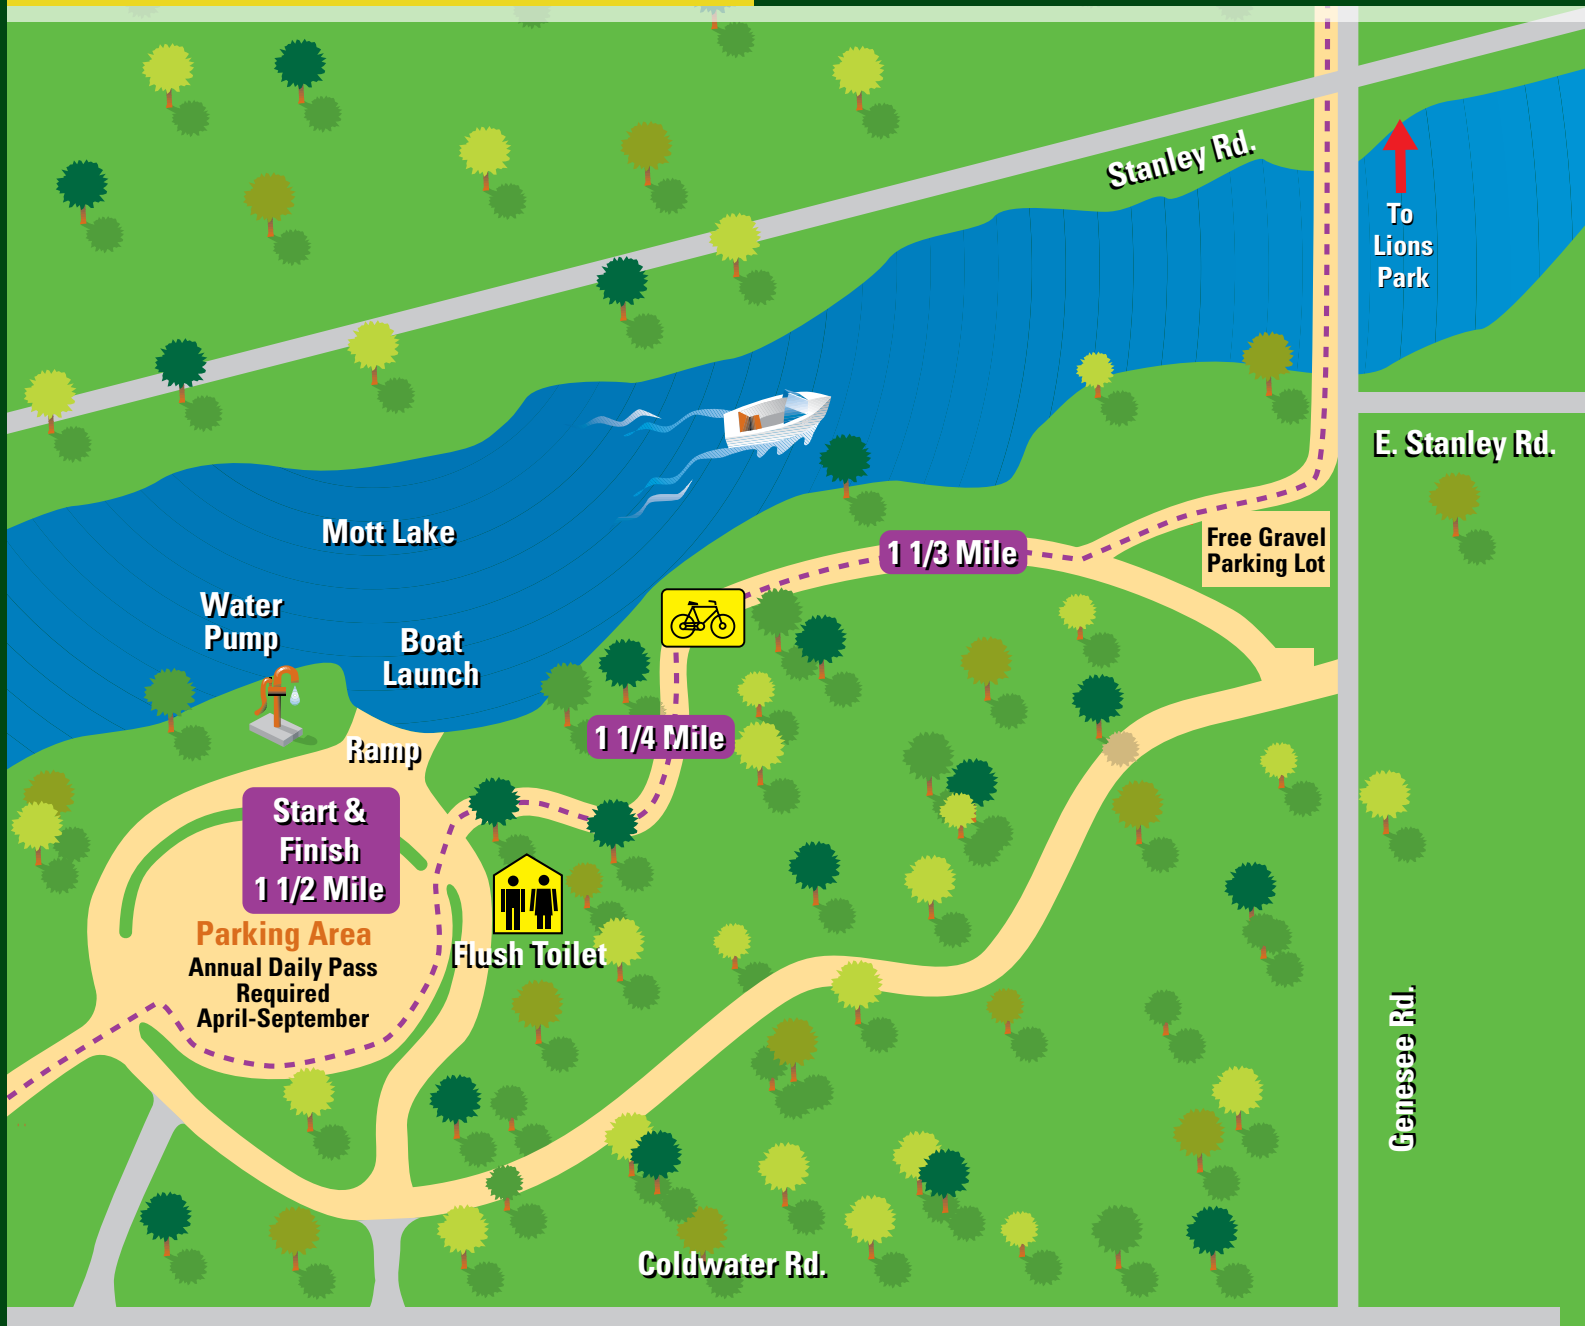 Stanley Rd.
To
Lions
Park
E. Stanley Rd.
Mott Lake
1 1/3 Mile
Free Gravel
Parking Lot
Water
Pump
Boat
Launch
1 1/4 Mile
Ramp
Start &
Finish
1 1/2 Mile
Parking Area
Annual Daily Pass
Required
April-September
Flush Toilet
Genesee Rd.
Coldwater Rd.